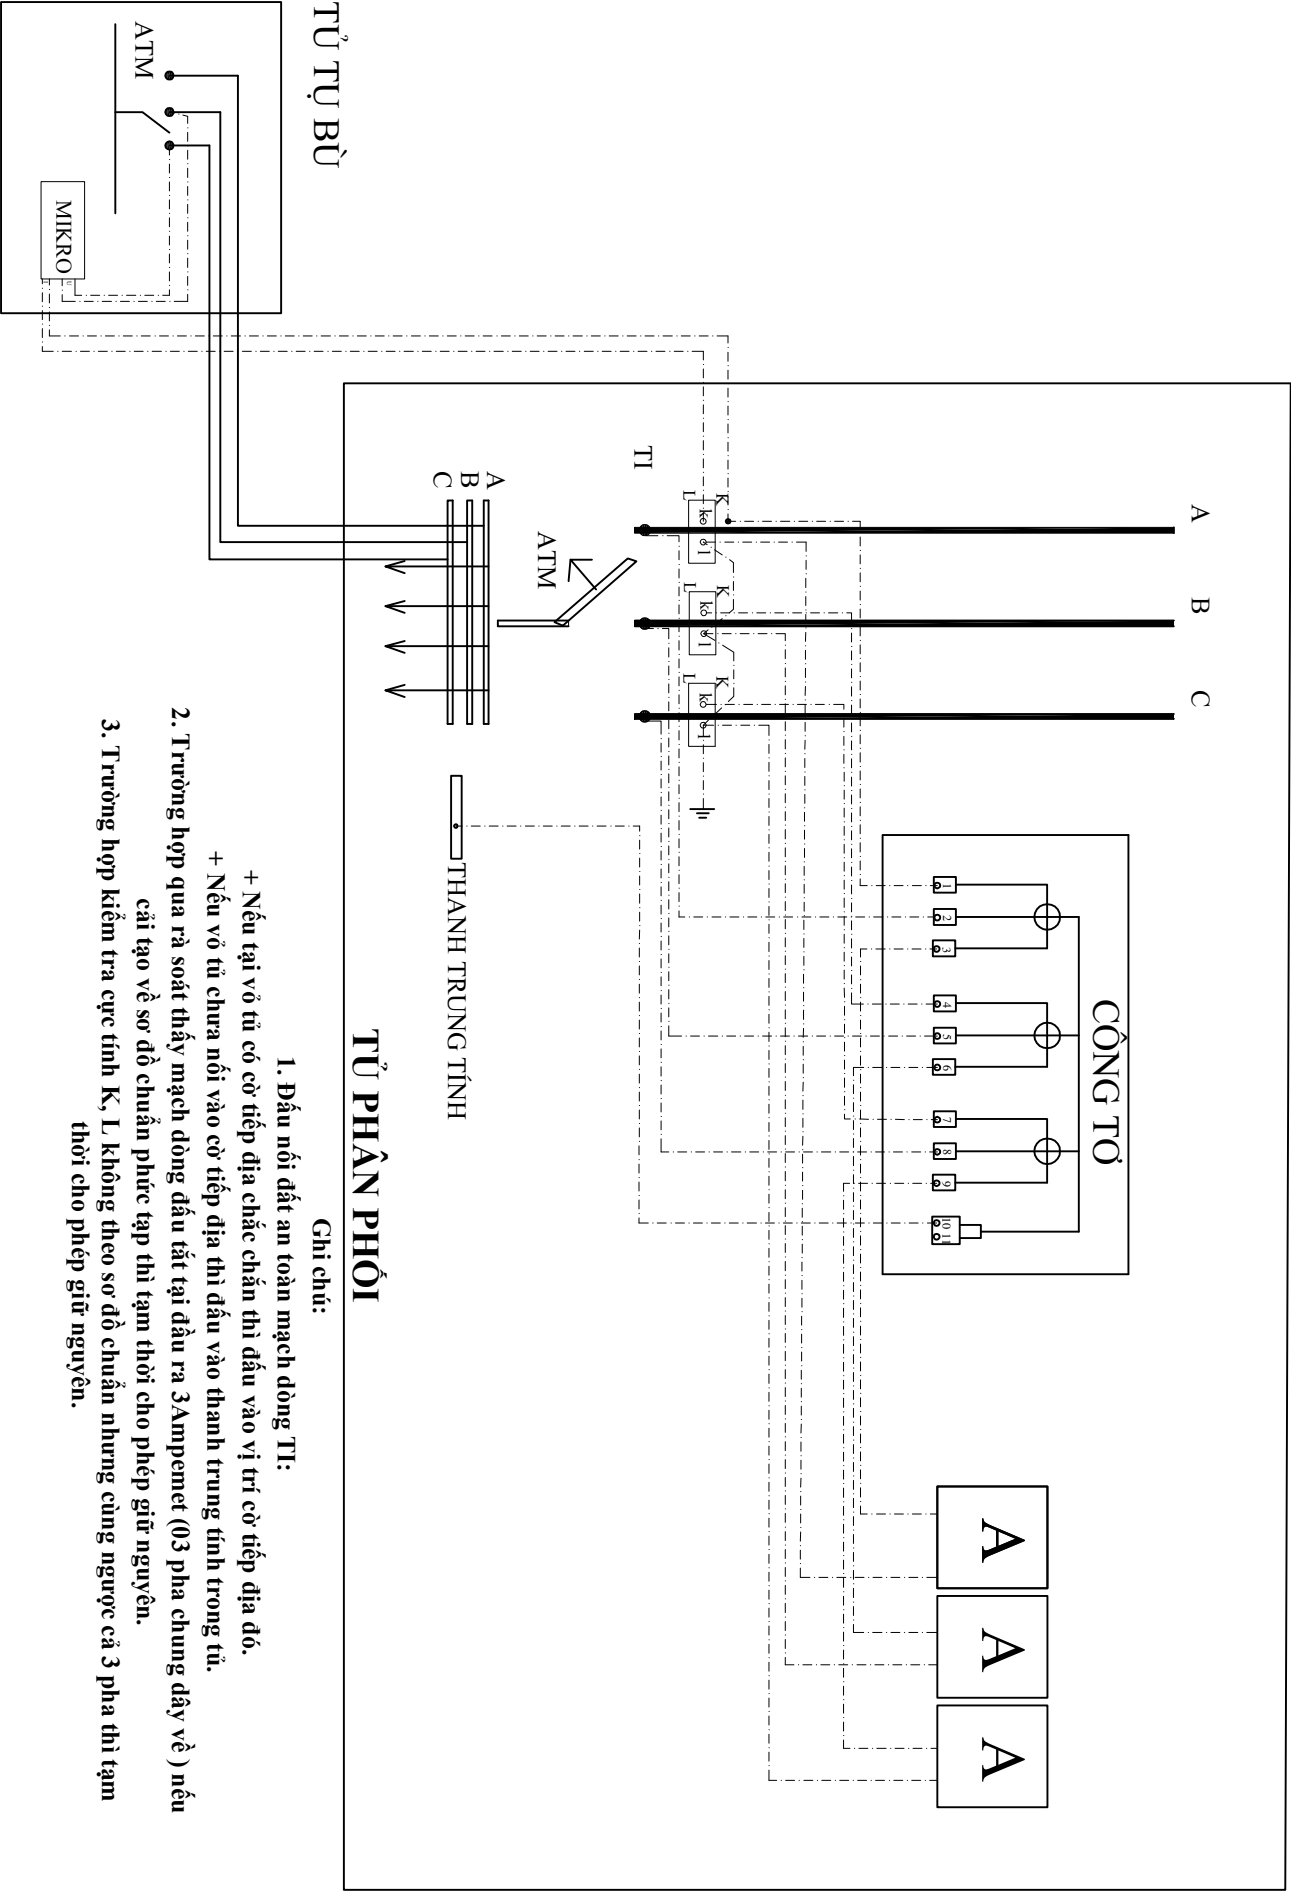 A
B
C
CÔNG TƠ
1
2
3
4
5
6
7
8
9
10
11
A
A
A
TI
K
k
l
L
K
k
l
L
K
k
l
L
ATM
A
B
C
THANH TRUNG TÍNH
TỦ PHÂN PHỐI
TỦ TỤ BÙ
ATM
MIKRO
Ghi chú:
1. Đấu nối đất an toàn mạch dòng TI:
+ Nếu tại vỏ tủ có cờ tiếp địa chắc chắn thì đấu vào vị trí cờ tiếp địa đó.
+ Nếu vỏ tủ chưa nối vào cờ tiếp địa thì đấu vào thanh trung tính trong tủ.
2. Trường hợp qua rà soát thấy mạch dòng đấu tắt tại đầu ra 3Ampemet (03 pha chung dây về ) nếu
cải tạo về sơ đồ chuẩn phức tạp thì tạm thời cho phép giữ nguyên.
3. Trường hợp kiểm tra cực tính K, L không theo sơ đồ chuẩn nhưng cùng ngược cả 3 pha thì tạm
thời cho phép giữ nguyên.